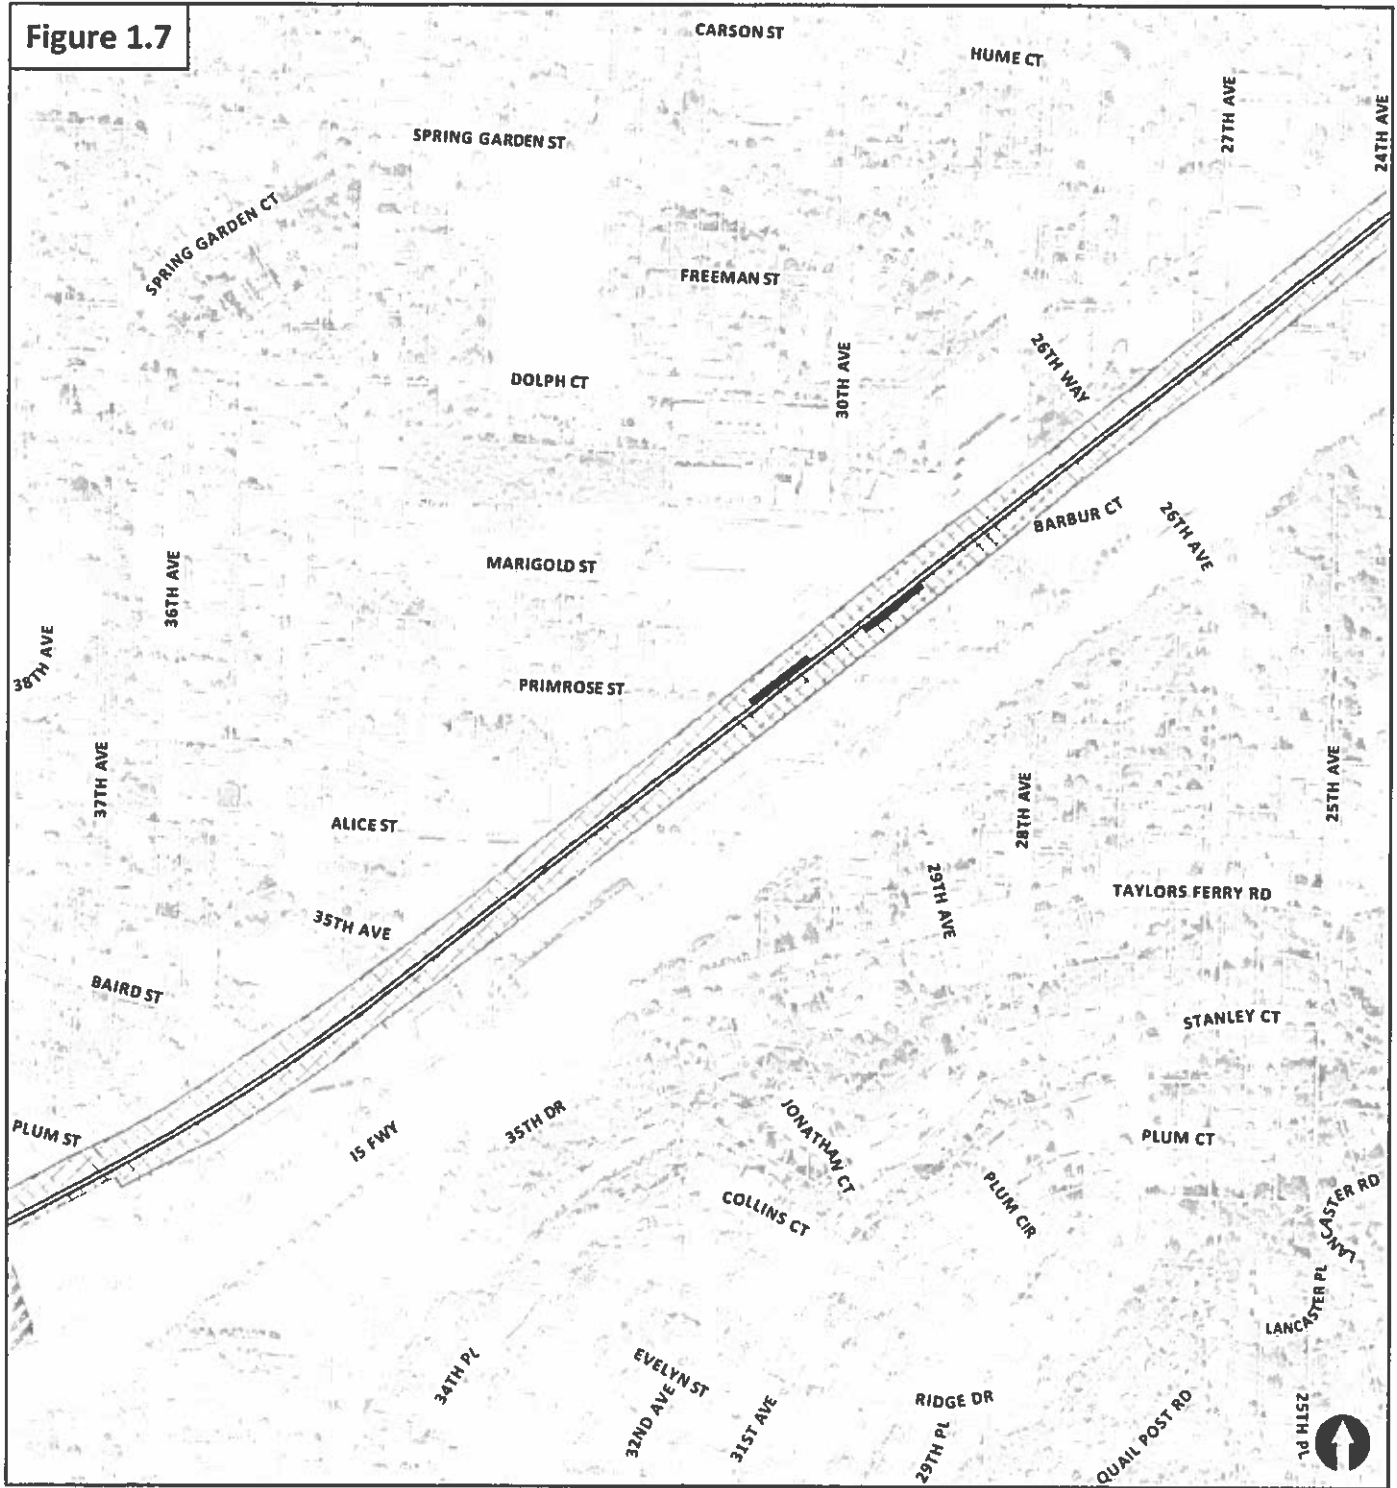 Figure 1.7
CARSON ST
HUME CT
27TH AVE
24TH AVE
SPRING GARDEN ST
SPRING GARDEN CT
FREEMAN ST
26TH WAY
30TH AVE
DOLPH CT
BARBUR CT
26TH AVE
MARIGOLD ST
36TH AVE
38TH AVE
PRIMROSE ST
37TH AVE
25TH AVE
28TH AVE
ALICE ST
29TH AVE
TAYLORS FERRY RD
35TH AVE
BAIRD ST
STANLEY CT
PLUM ST
I5 FWY
35TH DR
JONATHAN CT
PLUM CT
COLLINS CT
PLUM CIR
LANCASTER RD
LANCASTER PL
34TH PL
EVELYN ST
32ND AVE
31ST AVE
RIDGE DR
29TH PL
QUAIL POST RD
25TH PL